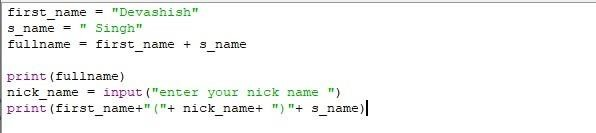 first_name = "Devashish"
s_name = " Singh"
fullname = first_name + s_name
print(fullname)
nick_name = input("enter your nick name ")
print(first_name+"("+ nick_name+ ")"+ s_name)